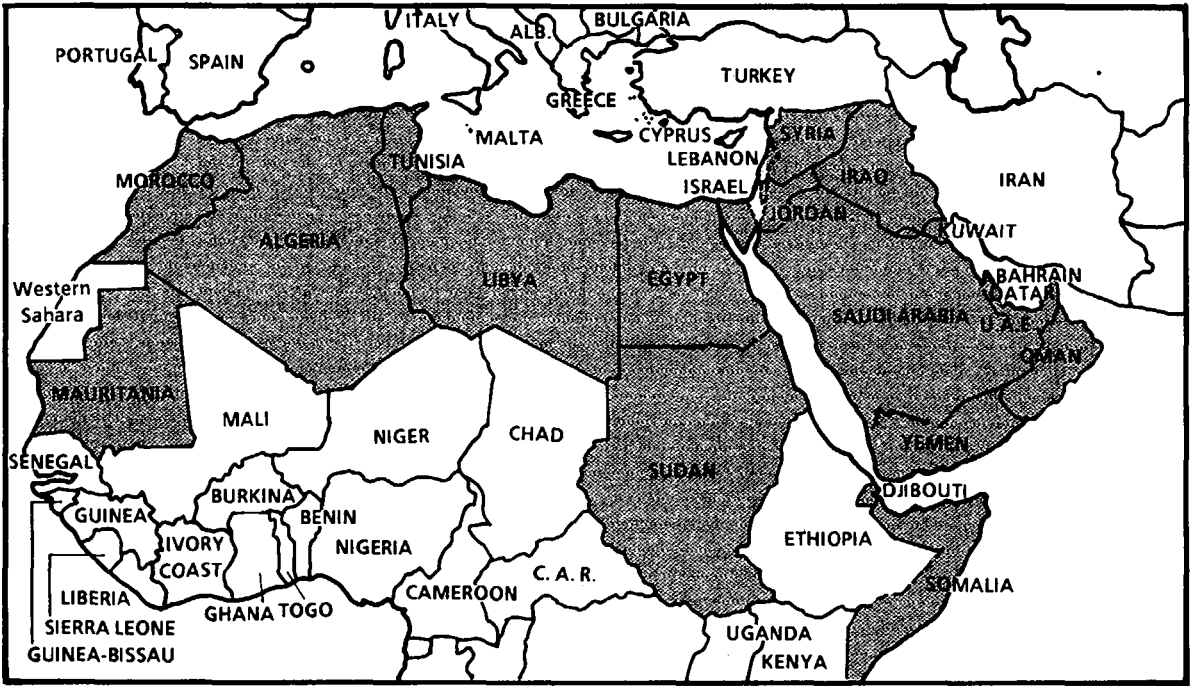 ITALY
BULGARIA
ALB.
PORTUGAL
SPAIN
TURKEY
GREECE
MALTA
CYPRUS
SYRIA
LEBANON
TUNISIA
MOROCCO
ISRAEL
IRAQ
IRAN
JORDAN
ALGERIA
KUWAIT
LIBYA
EGYPT
BAHRAIN
Western
Sahara
QATAR
SAUDI ARABIA
U.A.E.
OMAN
MAURITANIA
MALI
NIGER
CHAD
YEMEN
SENEGAL
SUDAN
DJIBOUTI
BURKINA
GUINEA
BENIN
IVORY
COAST
NIGERIA
ETHIOPIA
C. A. R.
SOMALIA
CAMEROON
LIBERIA
GHANA
TOGO
SIERRA LEONE
UGANDA
GUINEA-BISSAU
KENYA